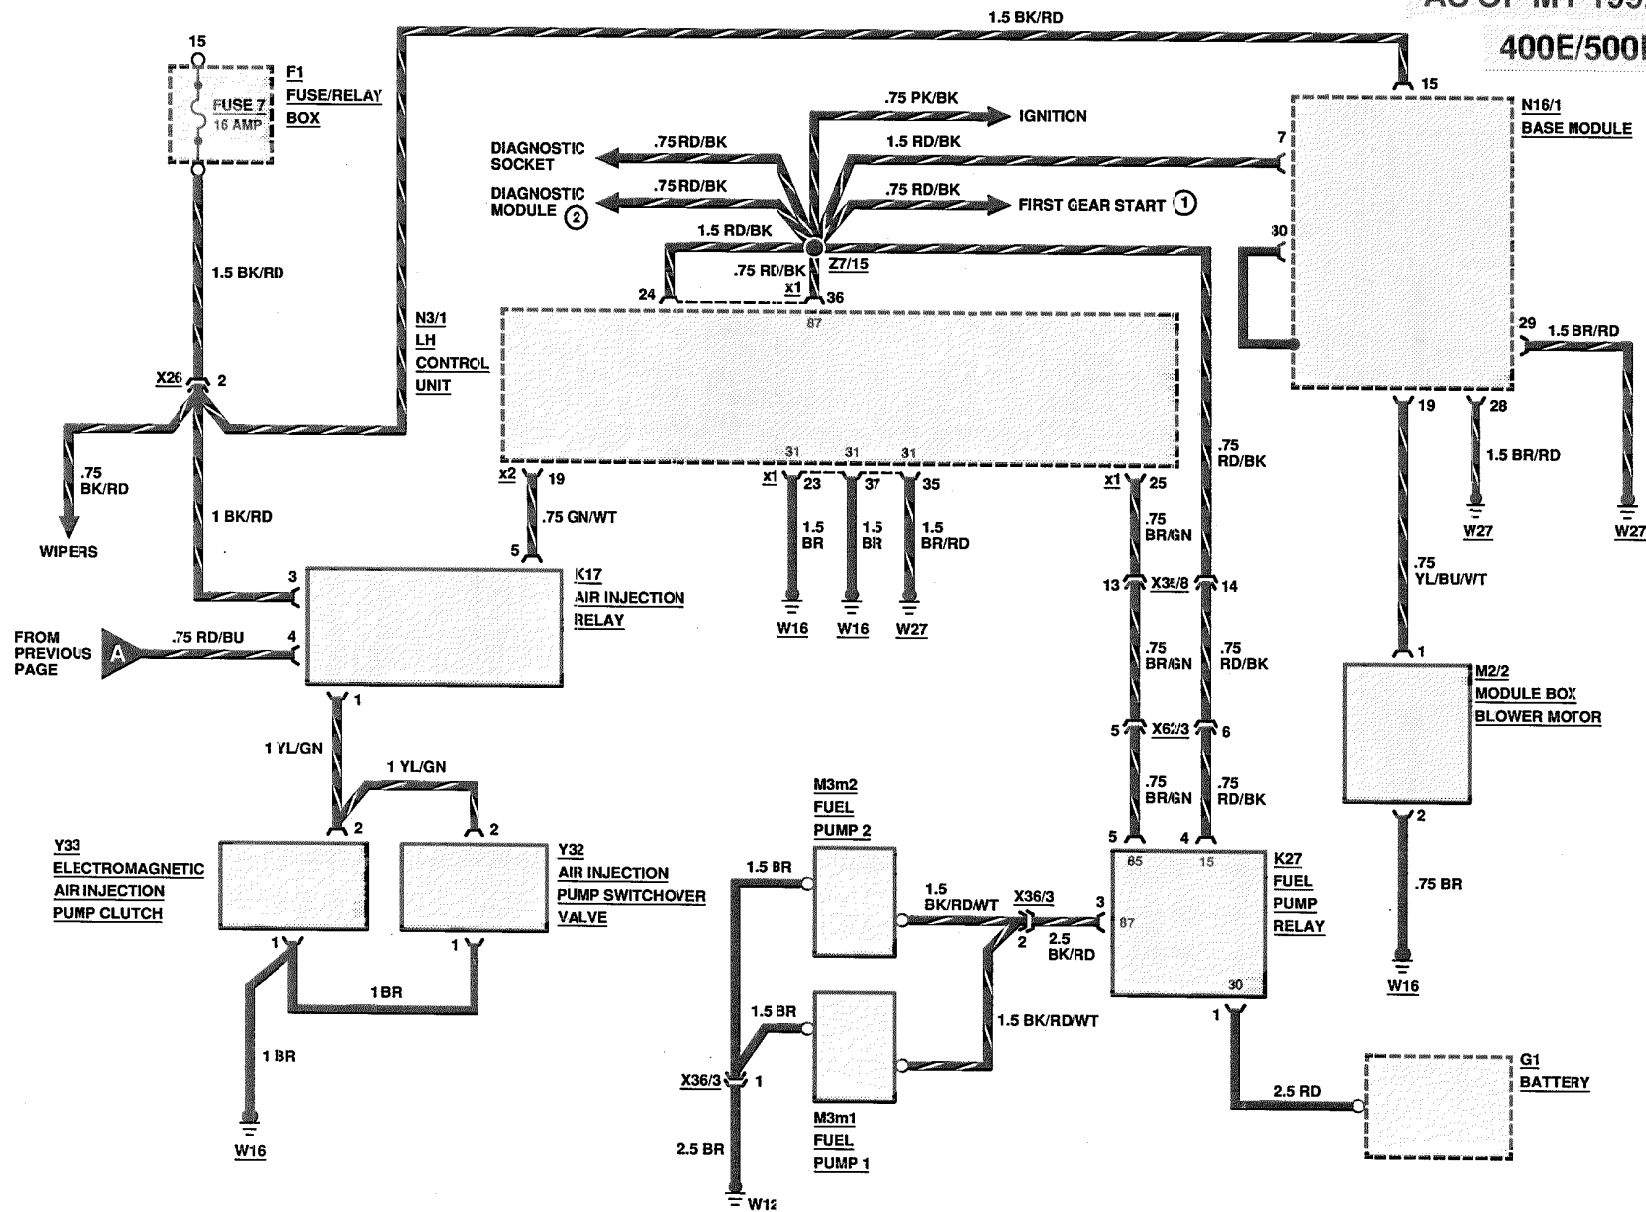 1.5 BK/RD
400E/500
15
F1
FUSE/RELAY
BOX
FUSE 7
16 AMP
15
N16/1
BASE MODULE
.75 PK/BK
IGNITION
DIAGNOSTIC
SOCKET
.75RD/BK
1.5 RD/BK
7
DIAGNOSTIC
MODULE 2
.75RD/BK
.75 RD/BK
FIRST GEAR START 1
1.5 RD/BK
30
.75 RD/BK
Z7/15
1.5 BK/RD
24
x1
36
87
N3/1
LH
CONTROL
UNIT
29
1.5 BR/RD
X26
2
19
28
.75
BK/RD
31
31
31
.75
RD/BK
1.5 BR/RD
x2
19
x1
23
37
35
x1
25
1 BK/RD
.75 GN/WT
1.5
BR
1.5
BR
1.5
BR/RD
.75
BR/GN
W27
W27
WIPERS
5
.75
YL/BU/WT
3
K17
AIR INJECTION
RELAY
13
14
W16
W16
W27
FROM
PREVIOUS
PAGE
A
.75 RD/BU
4
.75
BR/GN
.75
RD/BK
1
M2/2
MODULE BOX
BLOWER MOTOR
1
5
X62/3
6
1 YL/GN
1 YL/GN
M3m2
FUEL
PUMP 2
.75
BR/GN
.75
RD/BK
2
2
2
5
4
Y33
ELECTROMAGNETIC
AIR INJECTION
PUMP CLUTCH
Y32
AIR INJECTION
PUMP SWITCHOVER
VALVE
1.5 BR
1.5
BK/RD/WT
X36/3
2
2.5
BK/RD
3
85
15
87
30
K27
FUEL
PUMP
RELAY
.75 BR
1
1
1 BR
W16
1.5 BR
1.5 BK/RD/WT
1
1 BR
X36/3
1
2.5 RD
G1
BATTERY
W16
M3m1
FUEL
PUMP 1
2.5 BR
W12